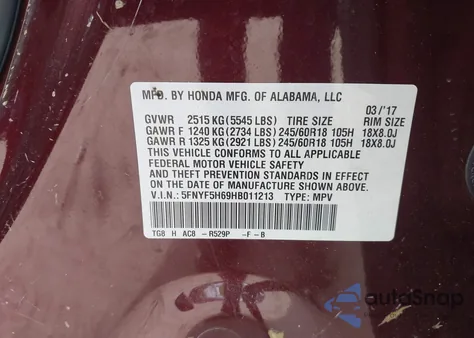 MFD. BY HONDA MFG. OF ALABAMA, LLC
03/'17
GVWR 2515 KG (5545 LBS) TIRE SIZE RIM SIZE
GAWR F 1240 KG (2734 LBS) 245/60R18 105H 18X8.0J
GAWR R 1325 KG (2921 LBS) 245/60R18 105H 18X8.0J
THIS VEHICLE CONFORMS TO ALL APPLICABLE
FEDERAL MOTOR VEHICLE SAFETY
AND THEFT PREVENTION STANDARDS IN EFFECT
ON THE DATE OF MANUFACTURE SHOWN ABOVE.
V.I.N.: 5FNYF5H69HB011213 TYPE: MPV
TG8 H AC8 - R529P - F - B
autoSnap